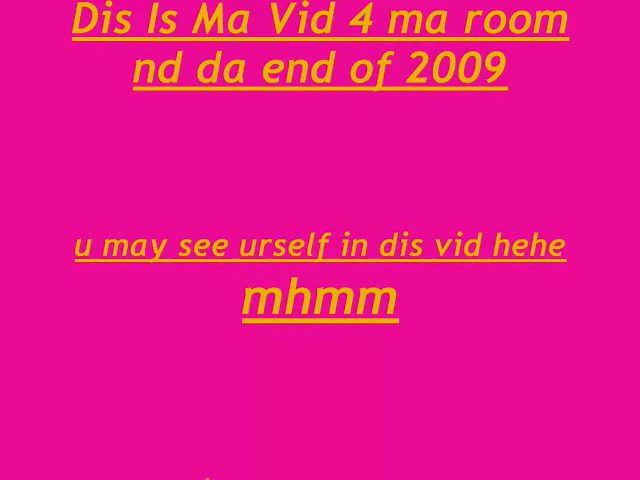 Dis Is Ma Vid 4 ma room
nd da end of 2009
u may see urself in dis vid hehe
mhmm